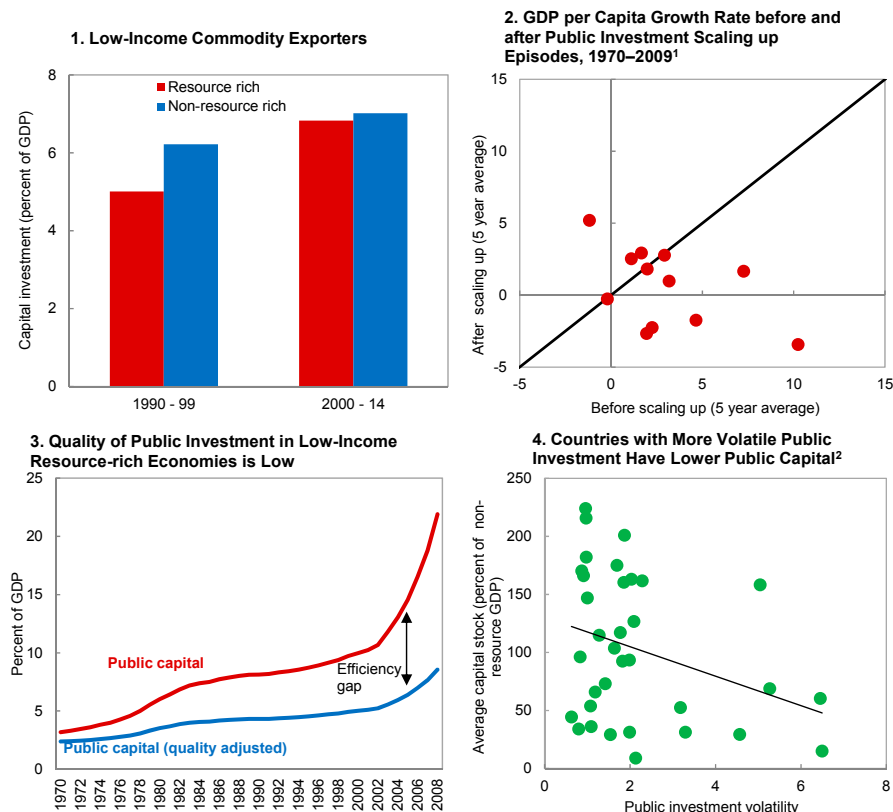 1. Low-Income Commodity Exporters
Capital investment (percent of GDP)
8
6
4
2
0
Resource rich
Non-resource rich
1990 - 99
2000 - 14
2. GDP per Capita Growth Rate before and
after Public Investment Scaling up
Episodes, 1970–2009¹
After scaling up (5 year average)
15
10
5
0
-5
-5
0
5
10
15
Before scaling up (5 year average)
3. Quality of Public Investment in Low-Income
Resource-rich Economies is Low
Percent of GDP
25
20
15
10
5
0
Public capital
Efficiency
gap
Public capital (quality adjusted)
1970
1972
1974
1976
1978
1980
1982
1984
1986
1988
1990
1992
1994
1996
1998
2000
2002
2004
2006
2008
4. Countries with More Volatile Public
Investment Have Lower Public Capital²
Average capital stock (percent of non-
resource GDP)
250
200
150
100
50
0
0
2
4
6
8
Public investment volatility